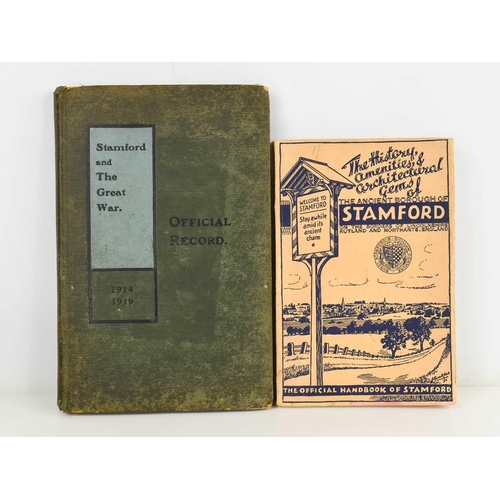 Stamford
and
The
Great
War.
OFFICIAL
RECORD.
1914
1919
The History,
Amenities, &
Architectural
Gems
of
THE ANCIENT BOROUGH OF
STAMFORD
RUTLAND AND NORTHANTS, ENGLAND
WELCOME TO
STAMFORD
Stay awhile
amid its
ancient
charm
THE OFFICIAL HANDBOOK OF STAMFORD